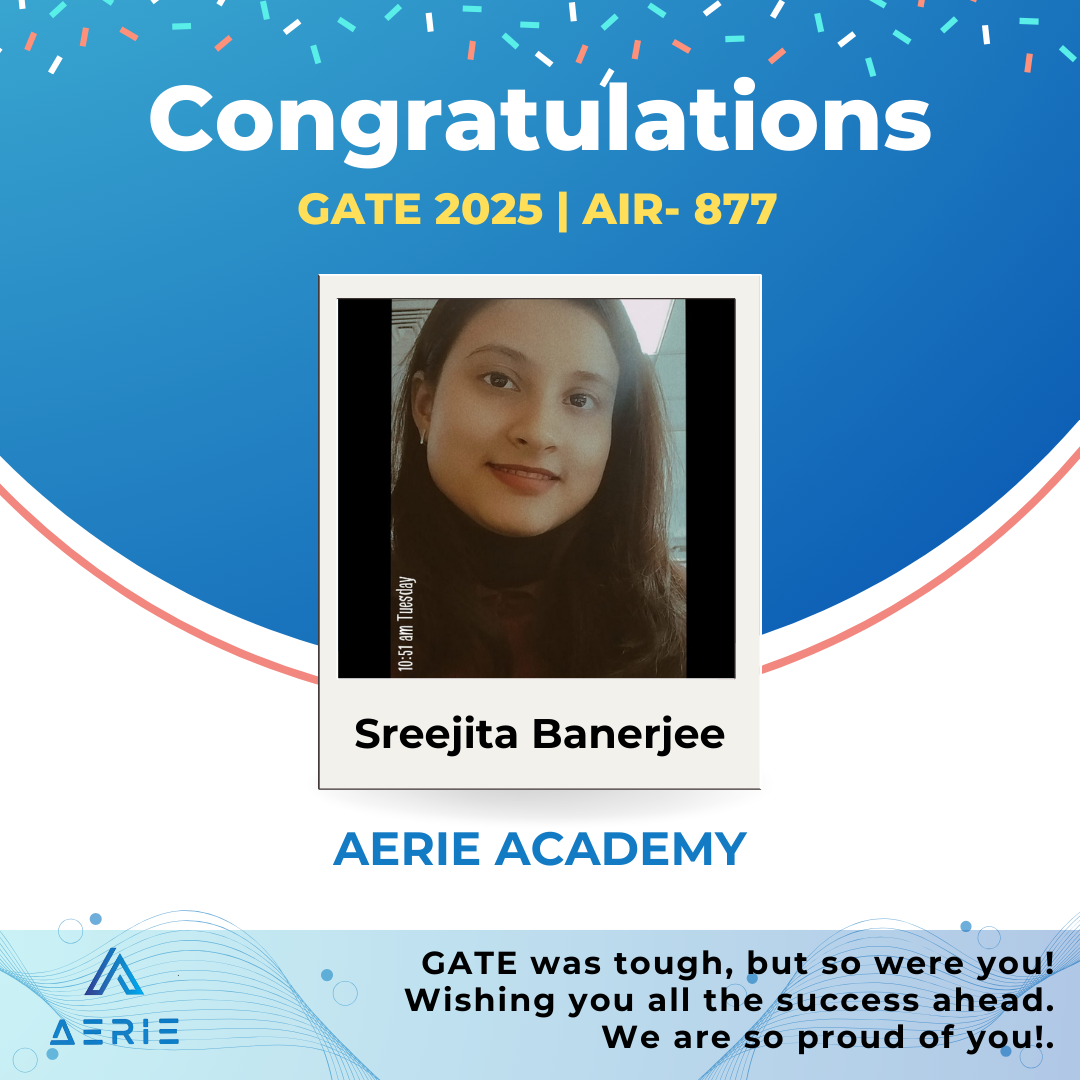 Congratulations
GATE 2025 | AIR- 877
10:51 am Tuesday
Sreejita Banerjee
AERIE ACADEMY
GATE was tough, but so were you!
Wishing you all the success ahead.
We are so proud of you!.
AERIE